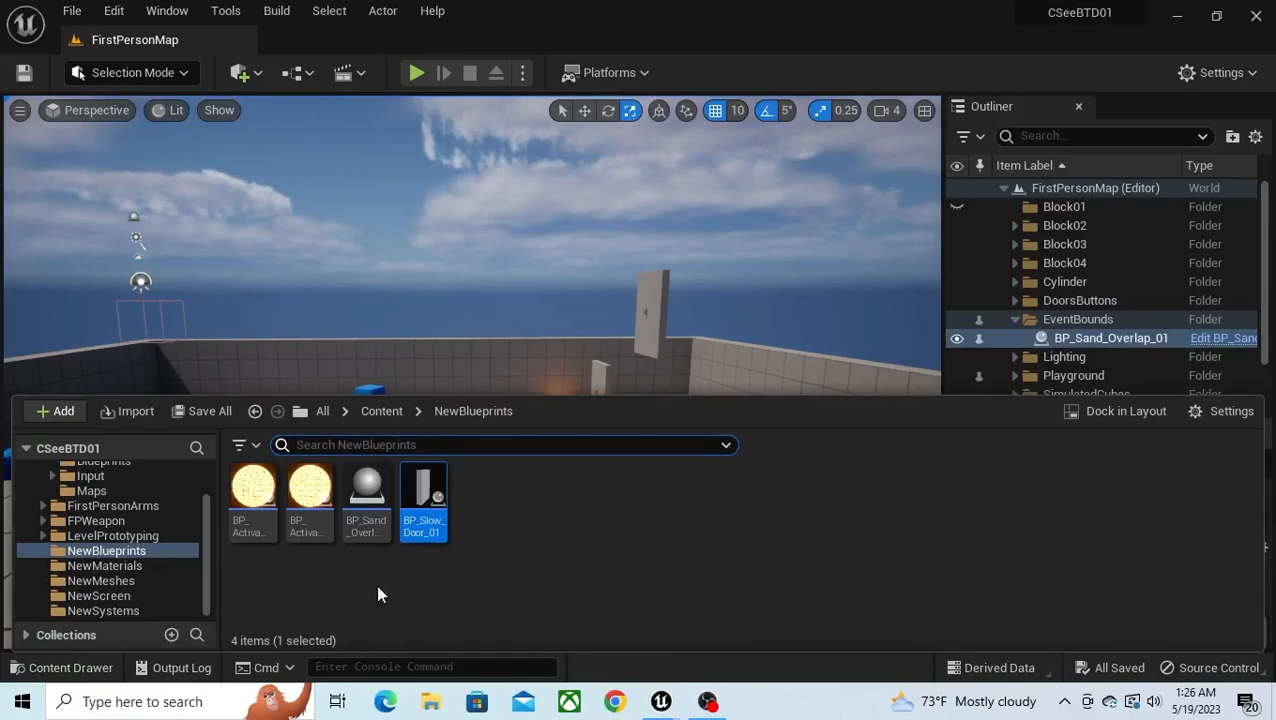 File Edit Window Tools Build Select Actor Help
CSeeBTD01
FirstPersonMap
Selection Mode
Platforms
Settings
Perspective
Lit
Show
10
5°
0.25
4
Outliner
Search...
Item Label
Type
FirstPersonMap (Editor) World
Block01 Folder
Block02 Folder
Block03 Folder
Block04 Folder
Cylinder Folder
DoorsButtons Folder
EventBounds Folder
BP_Sand_Overlap_01 Edit BP_Sand
Lighting Folder
Playground Folder
SimulatedCubes Folder
Add
Import
Save All
All
Content
NewBlueprints
Dock in Layout
Settings
CSeeBTD01
Search NewBlueprints
Blueprints
Input
Maps
FirstPersonArms
FPWeapon
LevelPrototyping
NewBlueprints
NewMaterials
NewMeshes
NewScreen
NewSystems
BP_
Activa...
BP_
Activa...
BP_Sand
_Overl...
BP_Slow_
Door_01
Collections
4 items (1 selected)
Content Drawer
Output Log
Cmd
Enter Console Command
Derived Data
All Saved
Source Control
Type here to search
73°F Mostly cloudy
1:26 AM
5/19/2023
20